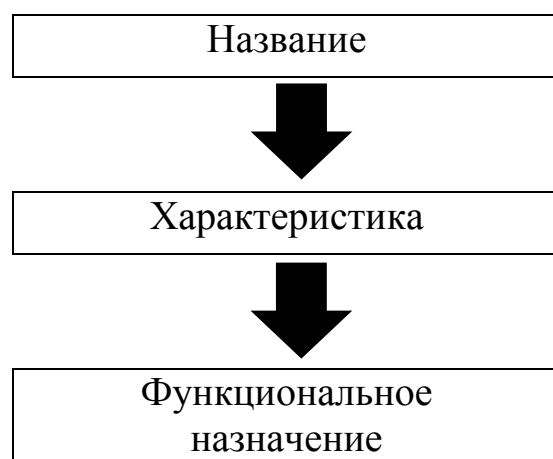 Название
Характеристика
Функциональное
назначение